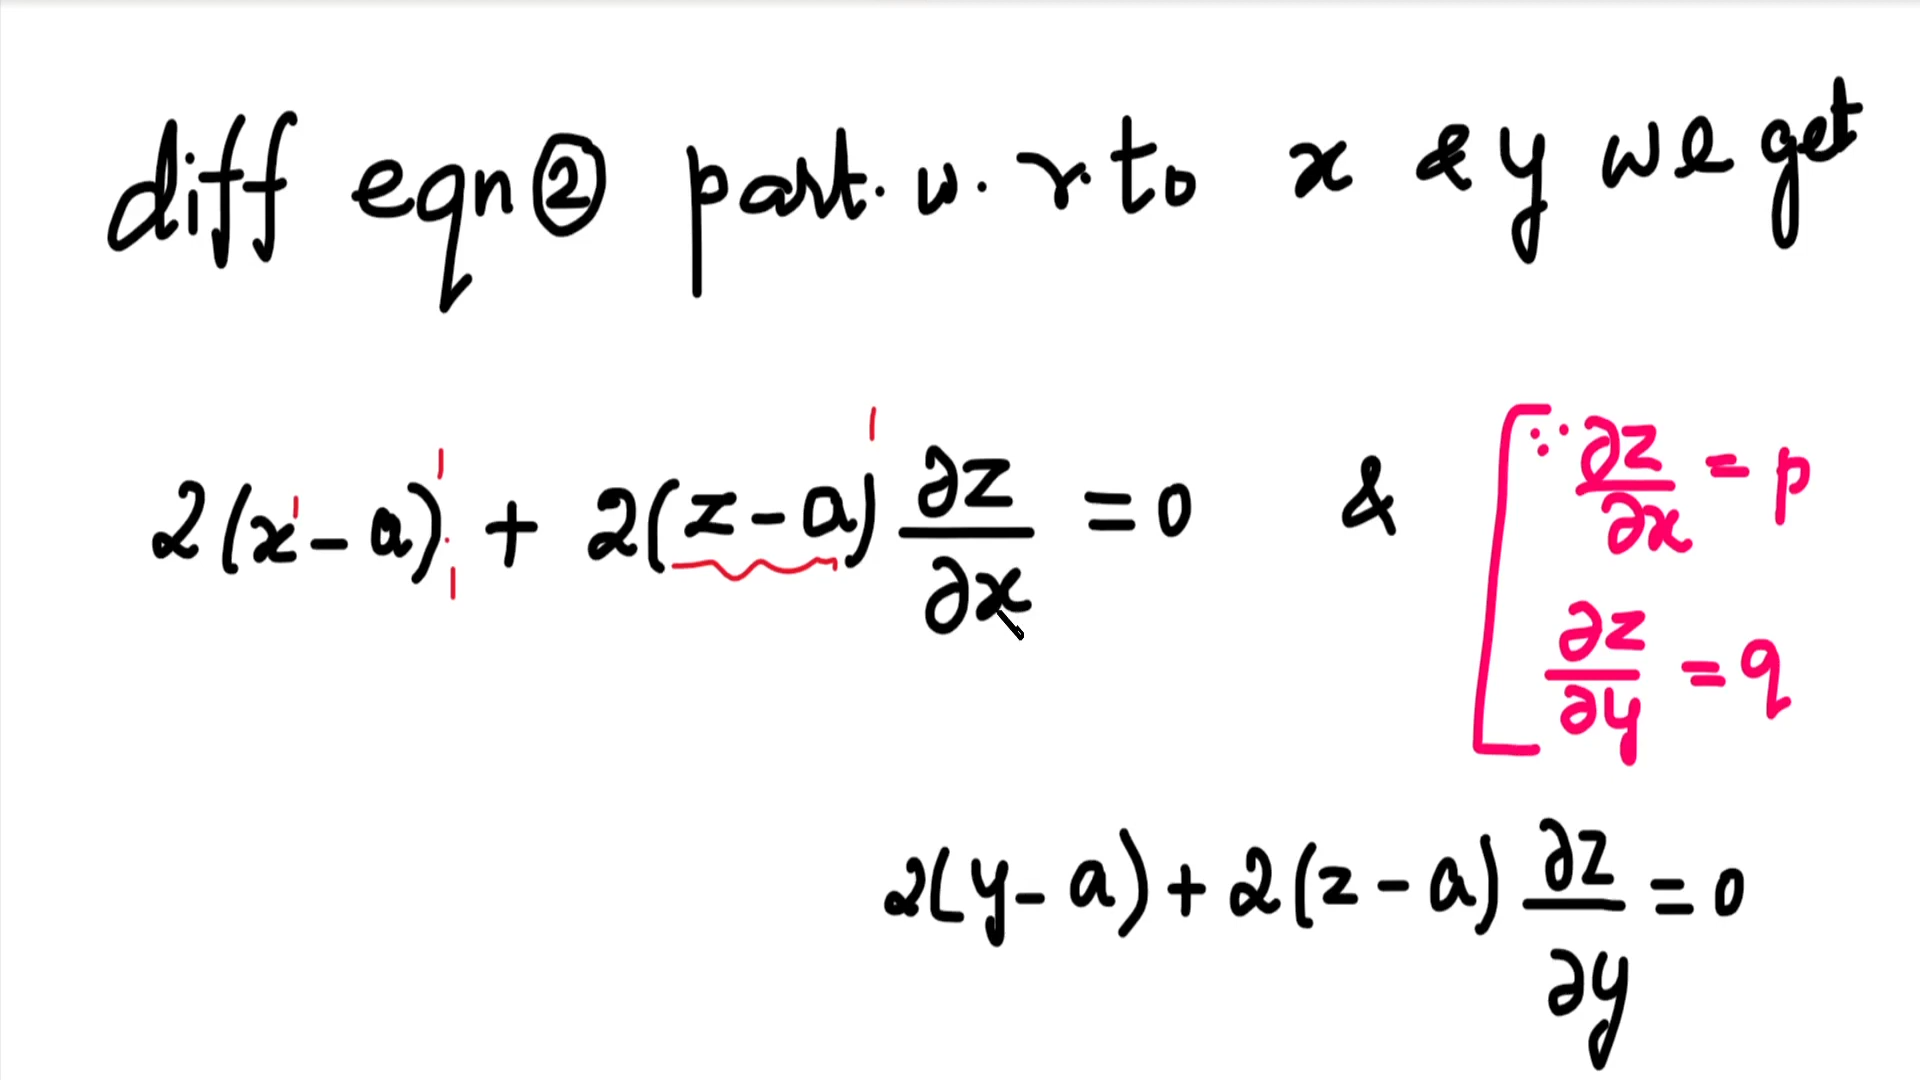 diff eqn ② part. w. r. to x & y we get
2(x - a) + 2(z - a) ∂z/∂x = 0 & [∵ ∂z/∂x = p
∂z/∂y = q
2(y - a) + 2(z - a) ∂z/∂y = 0